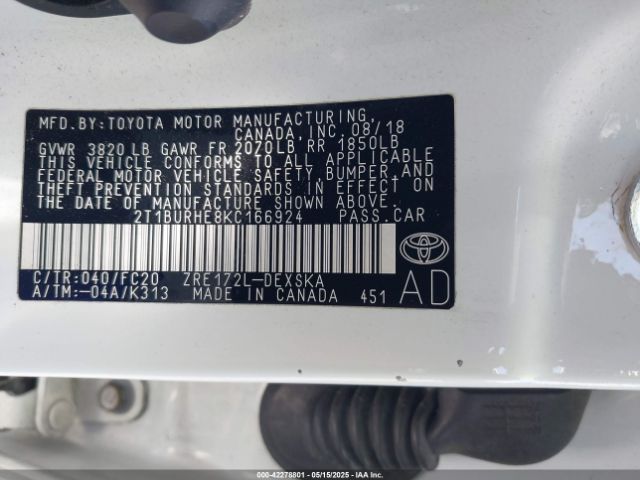 MFD.BY:TOYOTA MOTOR MANUFACTURING,
CANADA, INC. 08/18
GVWR 3820 LB GAWR FR 2070LB RR 1850LB
THIS VEHICLE CONFORMS TO ALL APPLICABLE
FEDERAL MOTOR VEHICLE SAFETY, BUMPER, AND
THEFT PREVENTION STANDARDS IN EFFECT ON
THE DATE OF MANUFACTURE SHOWN ABOVE.
2T1BURHE8KC166924 PASS.CAR
C/TR:040/FC20 ZRE172L-DEXSKA
A/TM:-04A/K313 MADE IN CANADA 451
AD
000-42278801 - 05/15/2025 - IAA Inc.